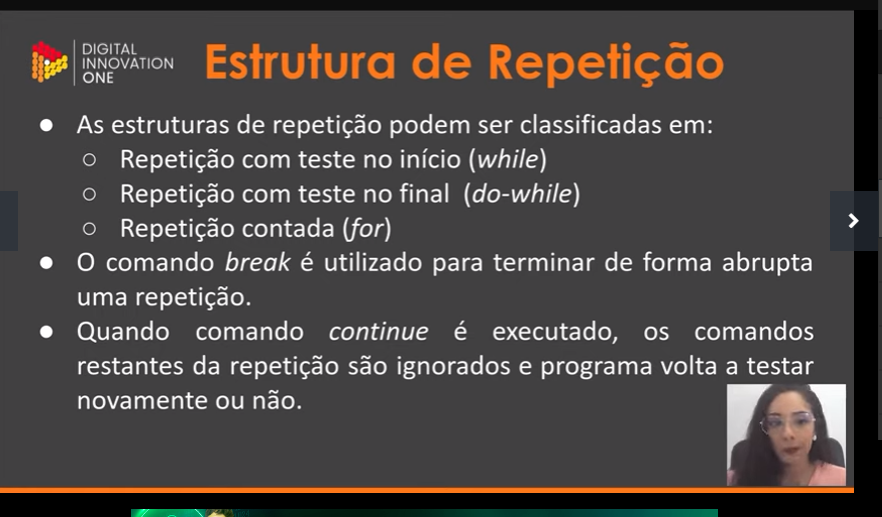 DIGITAL
INNOVATION
ONE
Estrutura de Repetição
● As estruturas de repetição podem ser classificadas em:
○ Repetição com teste no início (while)
○ Repetição com teste no final (do-while)
○ Repetição contada (for)
● O comando break é utilizado para terminar de forma abrupta
uma repetição.
● Quando comando continue é executado, os comandos
restantes da repetição são ignorados e programa volta a testar
novamente ou não.